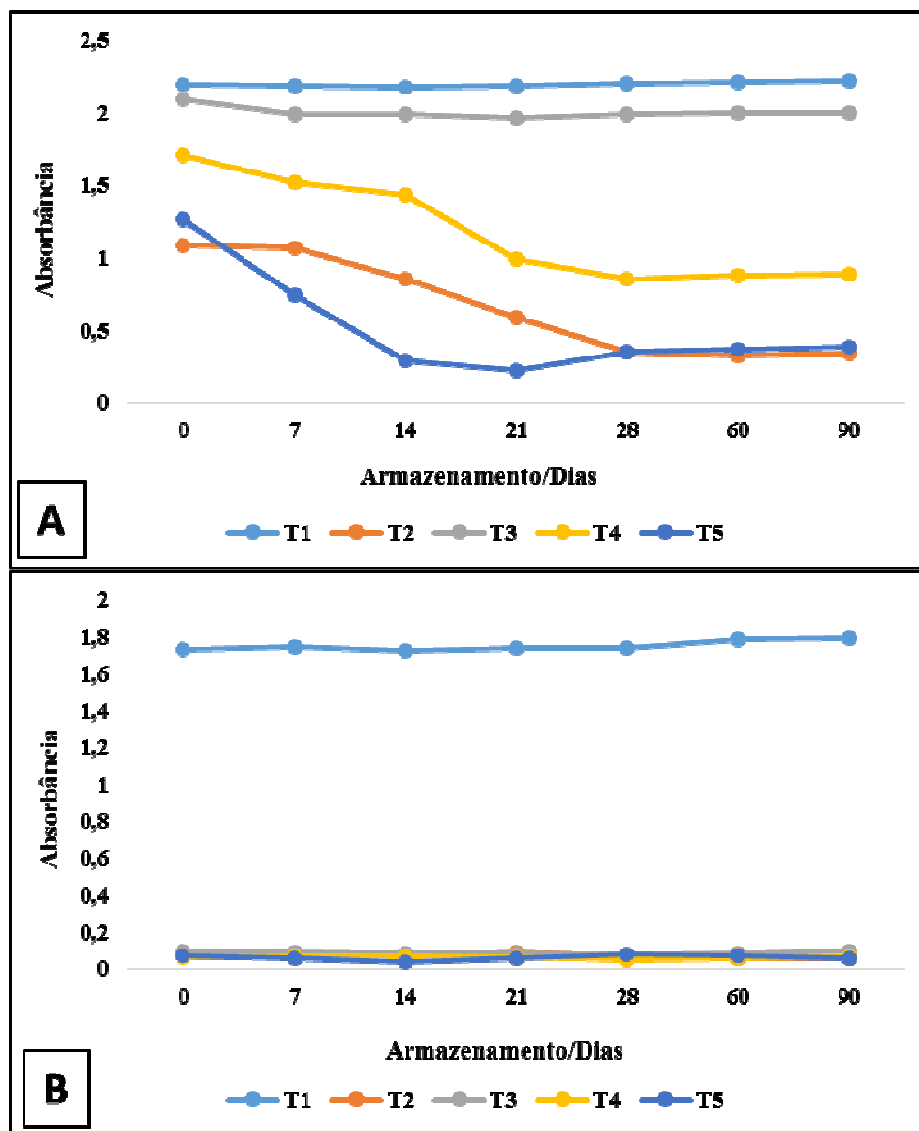 2,5
2
1,5
1
0,5
0
Absorbância
0 7 14 21 28 60 90
Armazenamento/Dias
A
T1 T2 T3 T4 T5
2
1,8
1,6
1,4
1,2
1
0,8
0,6
0,4
0,2
0
Absorbância
0 7 14 21 28 60 90
Armazenamento/Dias
B
T1 T2 T3 T4 T5